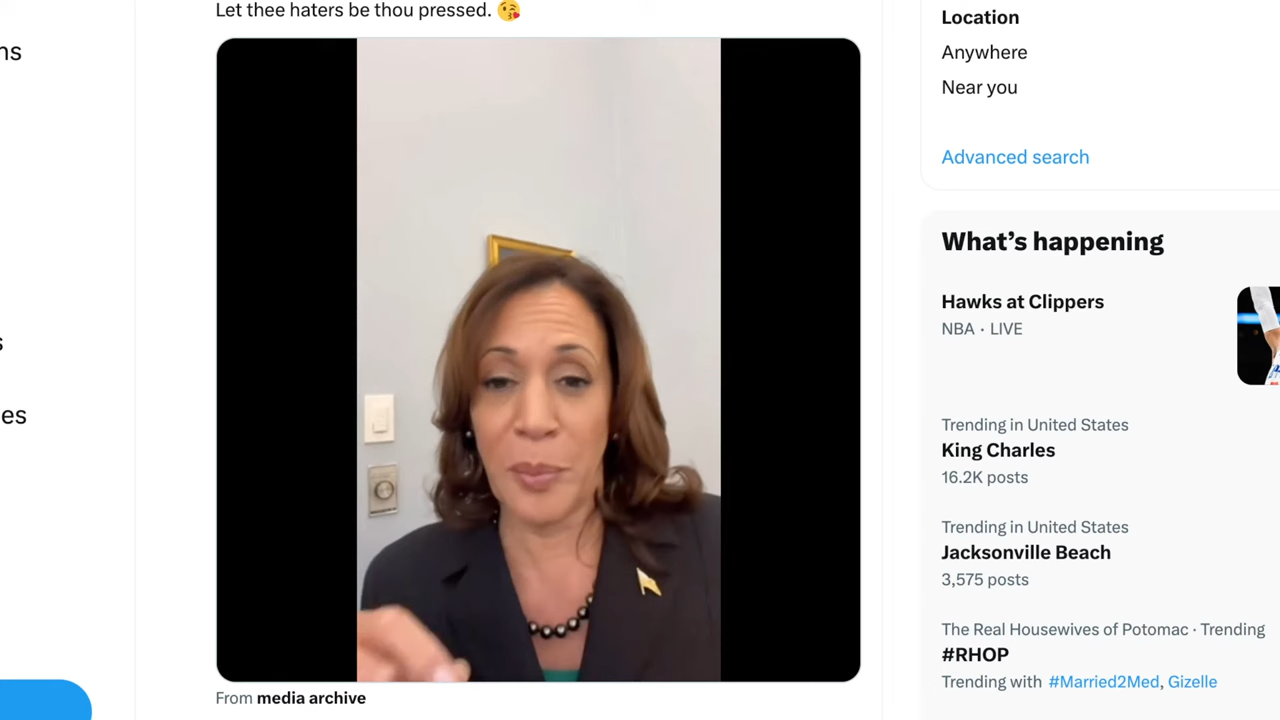 ns
s
es
Let thee haters be thou pressed. 😘
From media archive
Location
Anywhere
Near you
Advanced search
What’s happening
Hawks at Clippers
NBA · LIVE
Trending in United States
King Charles
16.2K posts
Trending in United States
Jacksonville Beach
3,575 posts
The Real Housewives of Potomac · Trending
#RHOP
Trending with #Married2Med, Gizelle